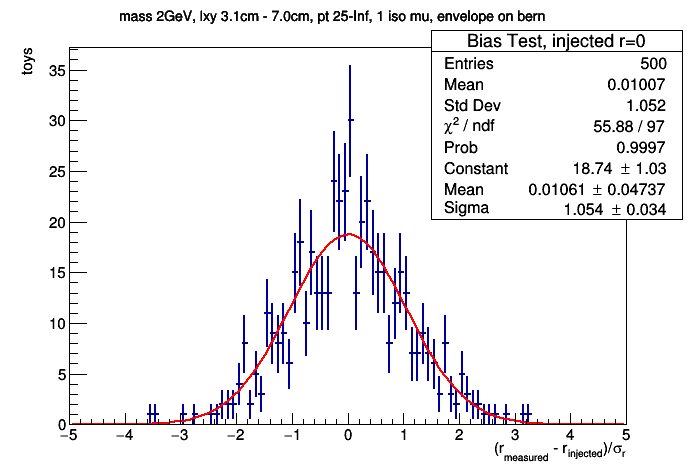 mass 2GeV, lxy 3.1cm - 7.0cm, pt 25-Inf, 1 iso mu, envelope on bern
Bias Test, injected r=0
Entries 500
Mean 0.01007
Std Dev 1.052
χ² / ndf 55.88 / 97
Prob 0.9997
Constant 18.74 ± 1.03
Mean 0.01061 ± 0.04737
Sigma 1.054 ± 0.034
toys
35
30
25
20
15
10
5
0
−5 −4 −3 −2 −1 0 1 2 3 4 5
(r_measured - r_injected)/σ_r